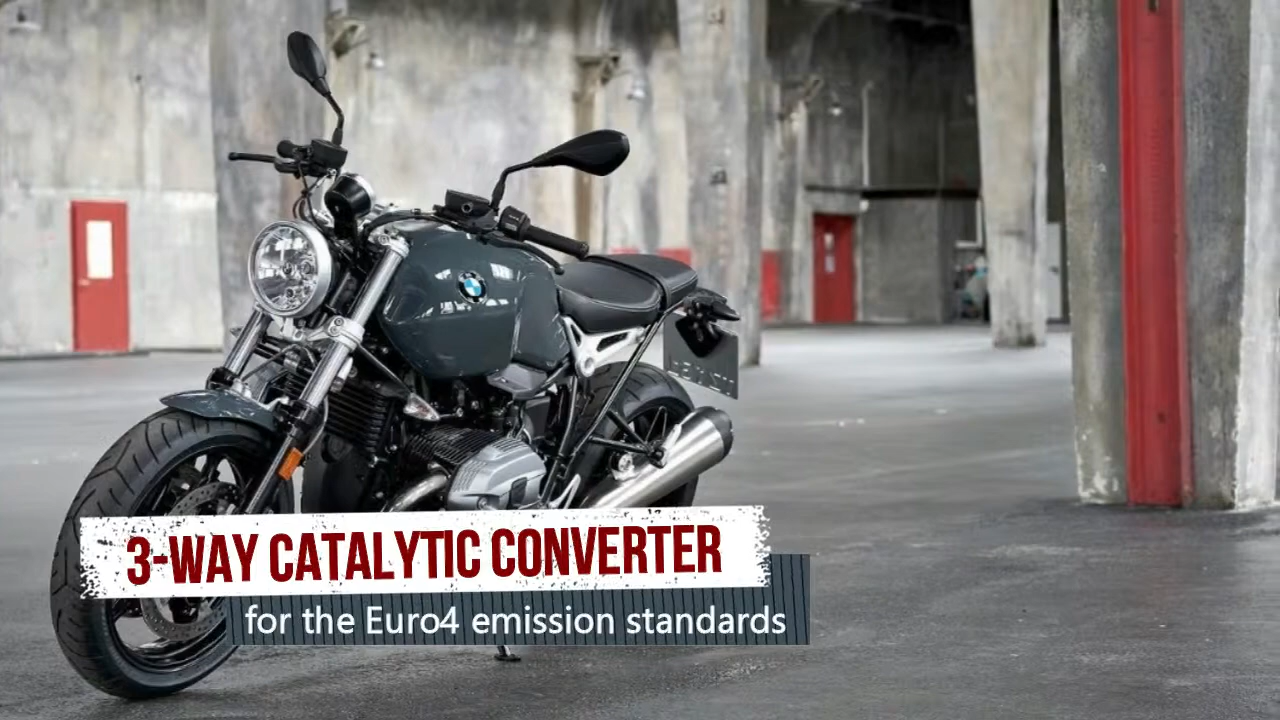 3-WAY CATALYTIC CONVERTER
for the Euro4 emission standards